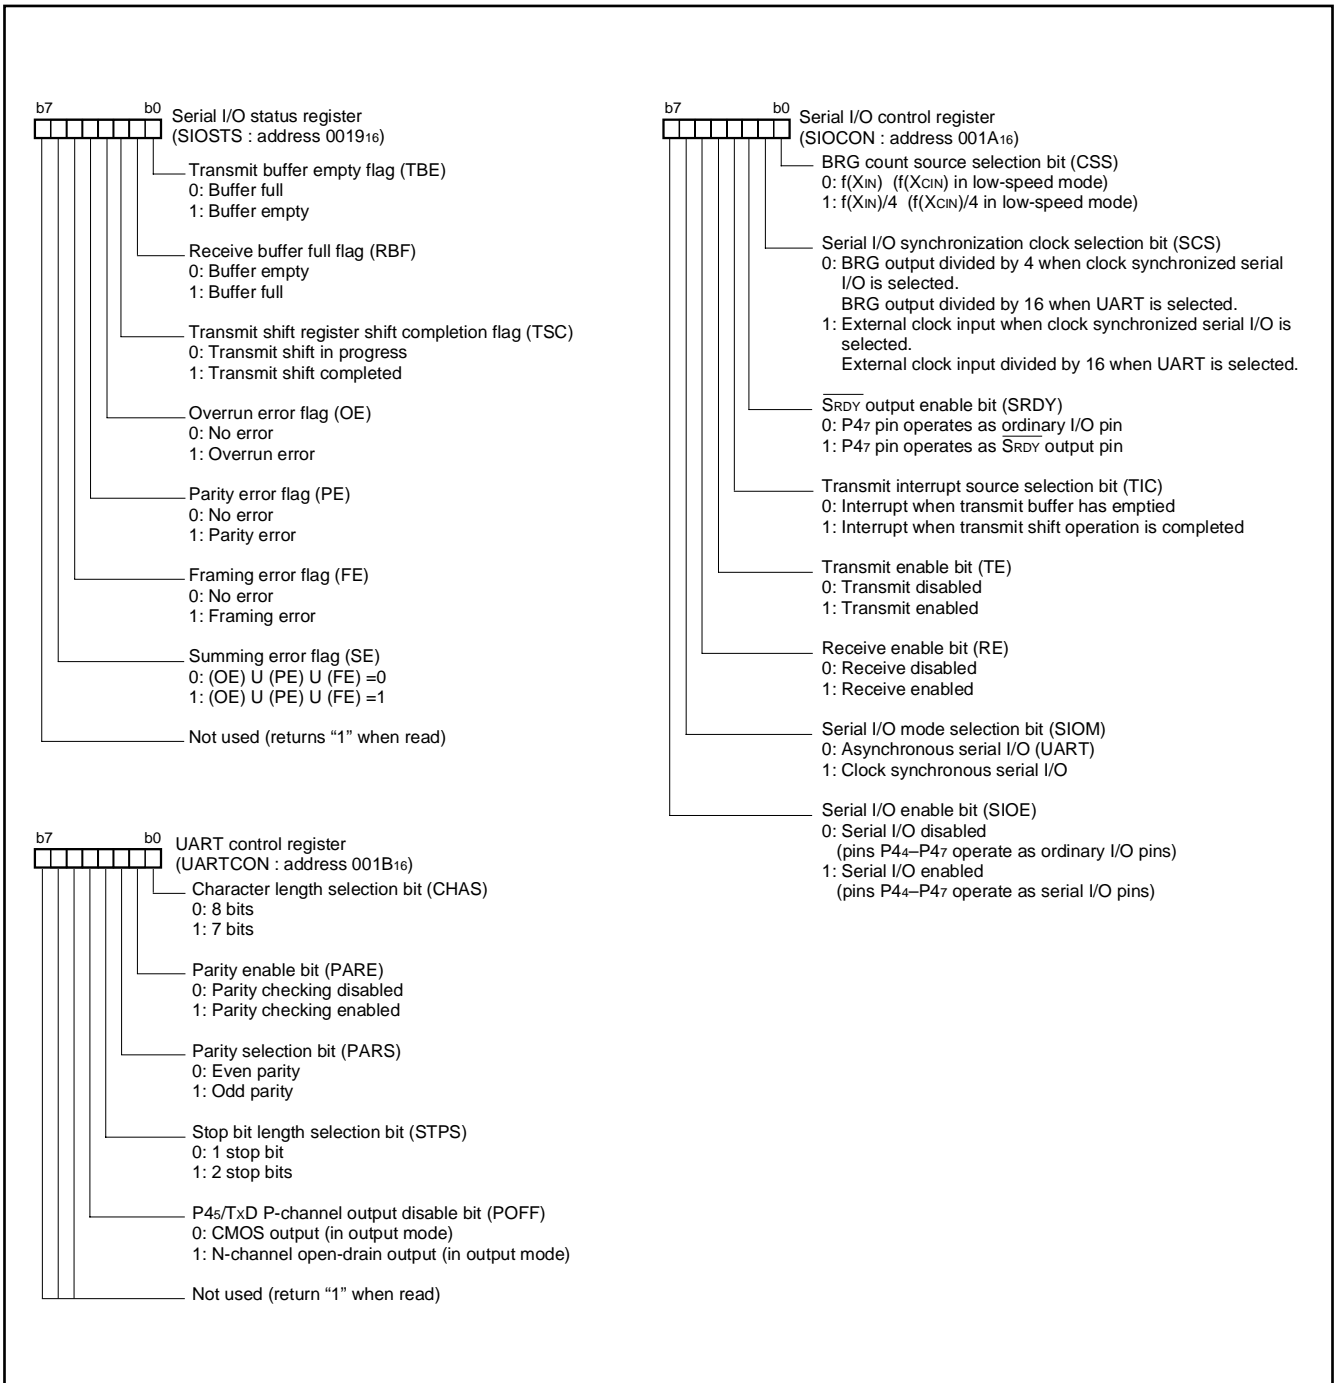 b7 b0
Serial I/O status register
(SIOSTS : address 001916)
Transmit buffer empty flag (TBE)
0: Buffer full
1: Buffer empty
Receive buffer full flag (RBF)
0: Buffer empty
1: Buffer full
Transmit shift register shift completion flag (TSC)
0: Transmit shift in progress
1: Transmit shift completed
Overrun error flag (OE)
0: No error
1: Overrun error
Parity error flag (PE)
0: No error
1: Parity error
Framing error flag (FE)
0: No error
1: Framing error
Summing error flag (SE)
0: (OE) U (PE) U (FE) =0
1: (OE) U (PE) U (FE) =1
Not used (returns “1” when read)
b7 b0
UART control register
(UARTCON : address 001B16)
Character length selection bit (CHAS)
0: 8 bits
1: 7 bits
Parity enable bit (PARE)
0: Parity checking disabled
1: Parity checking enabled
Parity selection bit (PARS)
0: Even parity
1: Odd parity
Stop bit length selection bit (STPS)
0: 1 stop bit
1: 2 stop bits
P45/TXD P-channel output disable bit (POFF)
0: CMOS output (in output mode)
1: N-channel open-drain output (in output mode)
Not used (return “1” when read)
b7 b0
Serial I/O control register
(SIOCON : address 001A16)
BRG count source selection bit (CSS)
0: f(XIN) (f(XCIN) in low-speed mode)
1: f(XIN)/4 (f(XCIN)/4 in low-speed mode)
Serial I/O synchronization clock selection bit (SCS)
0: BRG output divided by 4 when clock synchronized serial
I/O is selected.
BRG output divided by 16 when UART is selected.
1: External clock input when clock synchronized serial I/O is
selected.
External clock input divided by 16 when UART is selected.
SRDY output enable bit (SRDY)
0: P47 pin operates as ordinary I/O pin
1: P47 pin operates as SRDY output pin
Transmit interrupt source selection bit (TIC)
0: Interrupt when transmit buffer has emptied
1: Interrupt when transmit shift operation is completed
Transmit enable bit (TE)
0: Transmit disabled
1: Transmit enabled
Receive enable bit (RE)
0: Receive disabled
1: Receive enabled
Serial I/O mode selection bit (SIOM)
0: Asynchronous serial I/O (UART)
1: Clock synchronous serial I/O
Serial I/O enable bit (SIOE)
0: Serial I/O disabled
(pins P44–P47 operate as ordinary I/O pins)
1: Serial I/O enabled
(pins P44–P47 operate as serial I/O pins)